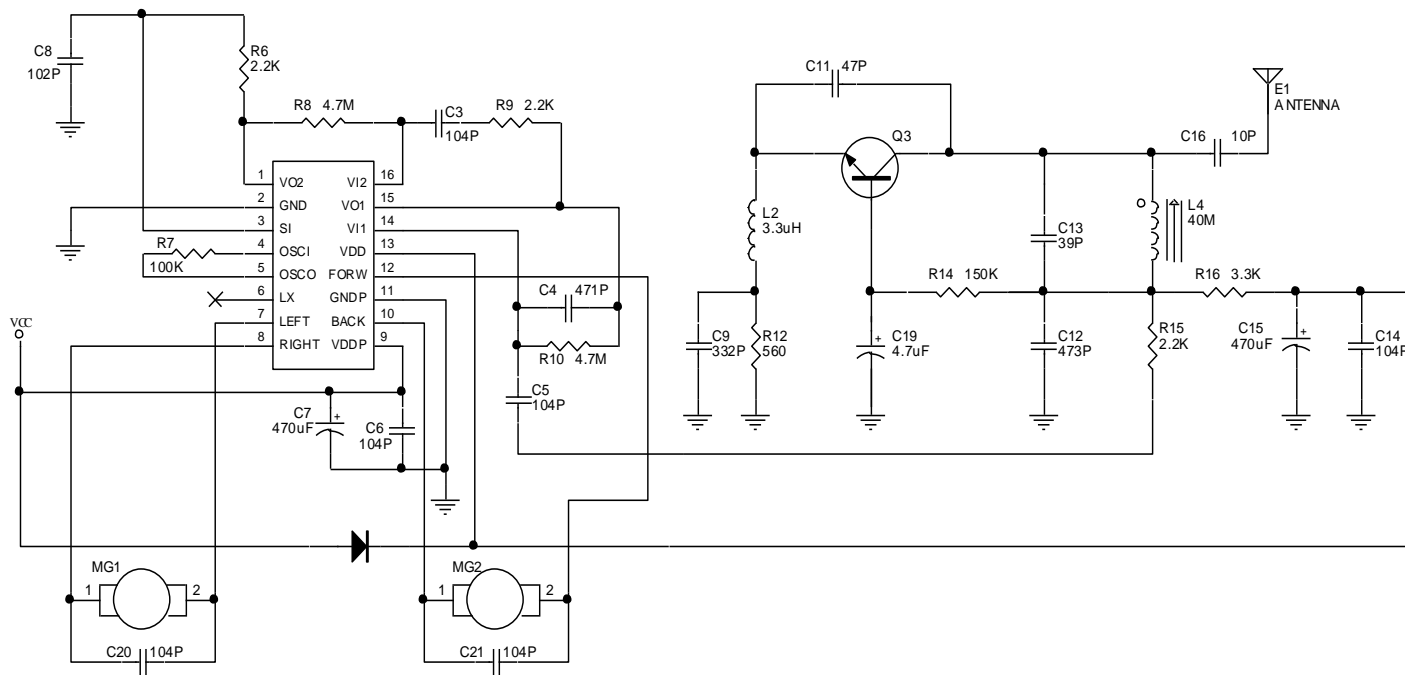 C8
102P
R6
2.2K
R8 4.7M
C3
104P
R9 2.2K
1 VO2
2 GND
3 SI
4 OSCI
5 OSCO
6 LX
7 LEFT
8 RIGHT
VI2 16
VO1 15
VI1 14
VDD 13
FORW 12
GNDP 11
BACK 10
VDDP 9
R7
100K
VCC
C4 471P
R10 4.7M
C5
104P
C7
470uF
+
C6
104P
MG1
1
2
C20 104P
MG2
1
2
C21 104P
C11 47P
Q3
E1
ANTENNA
C16 10P
L2
3.3uH
C13
39P
L4
40M
R14 150K
R16 3.3K
C9
332P
R12
560
C19
4.7uF
+
C12
473P
R15
2.2K
C15
470uF
+
C14
104P